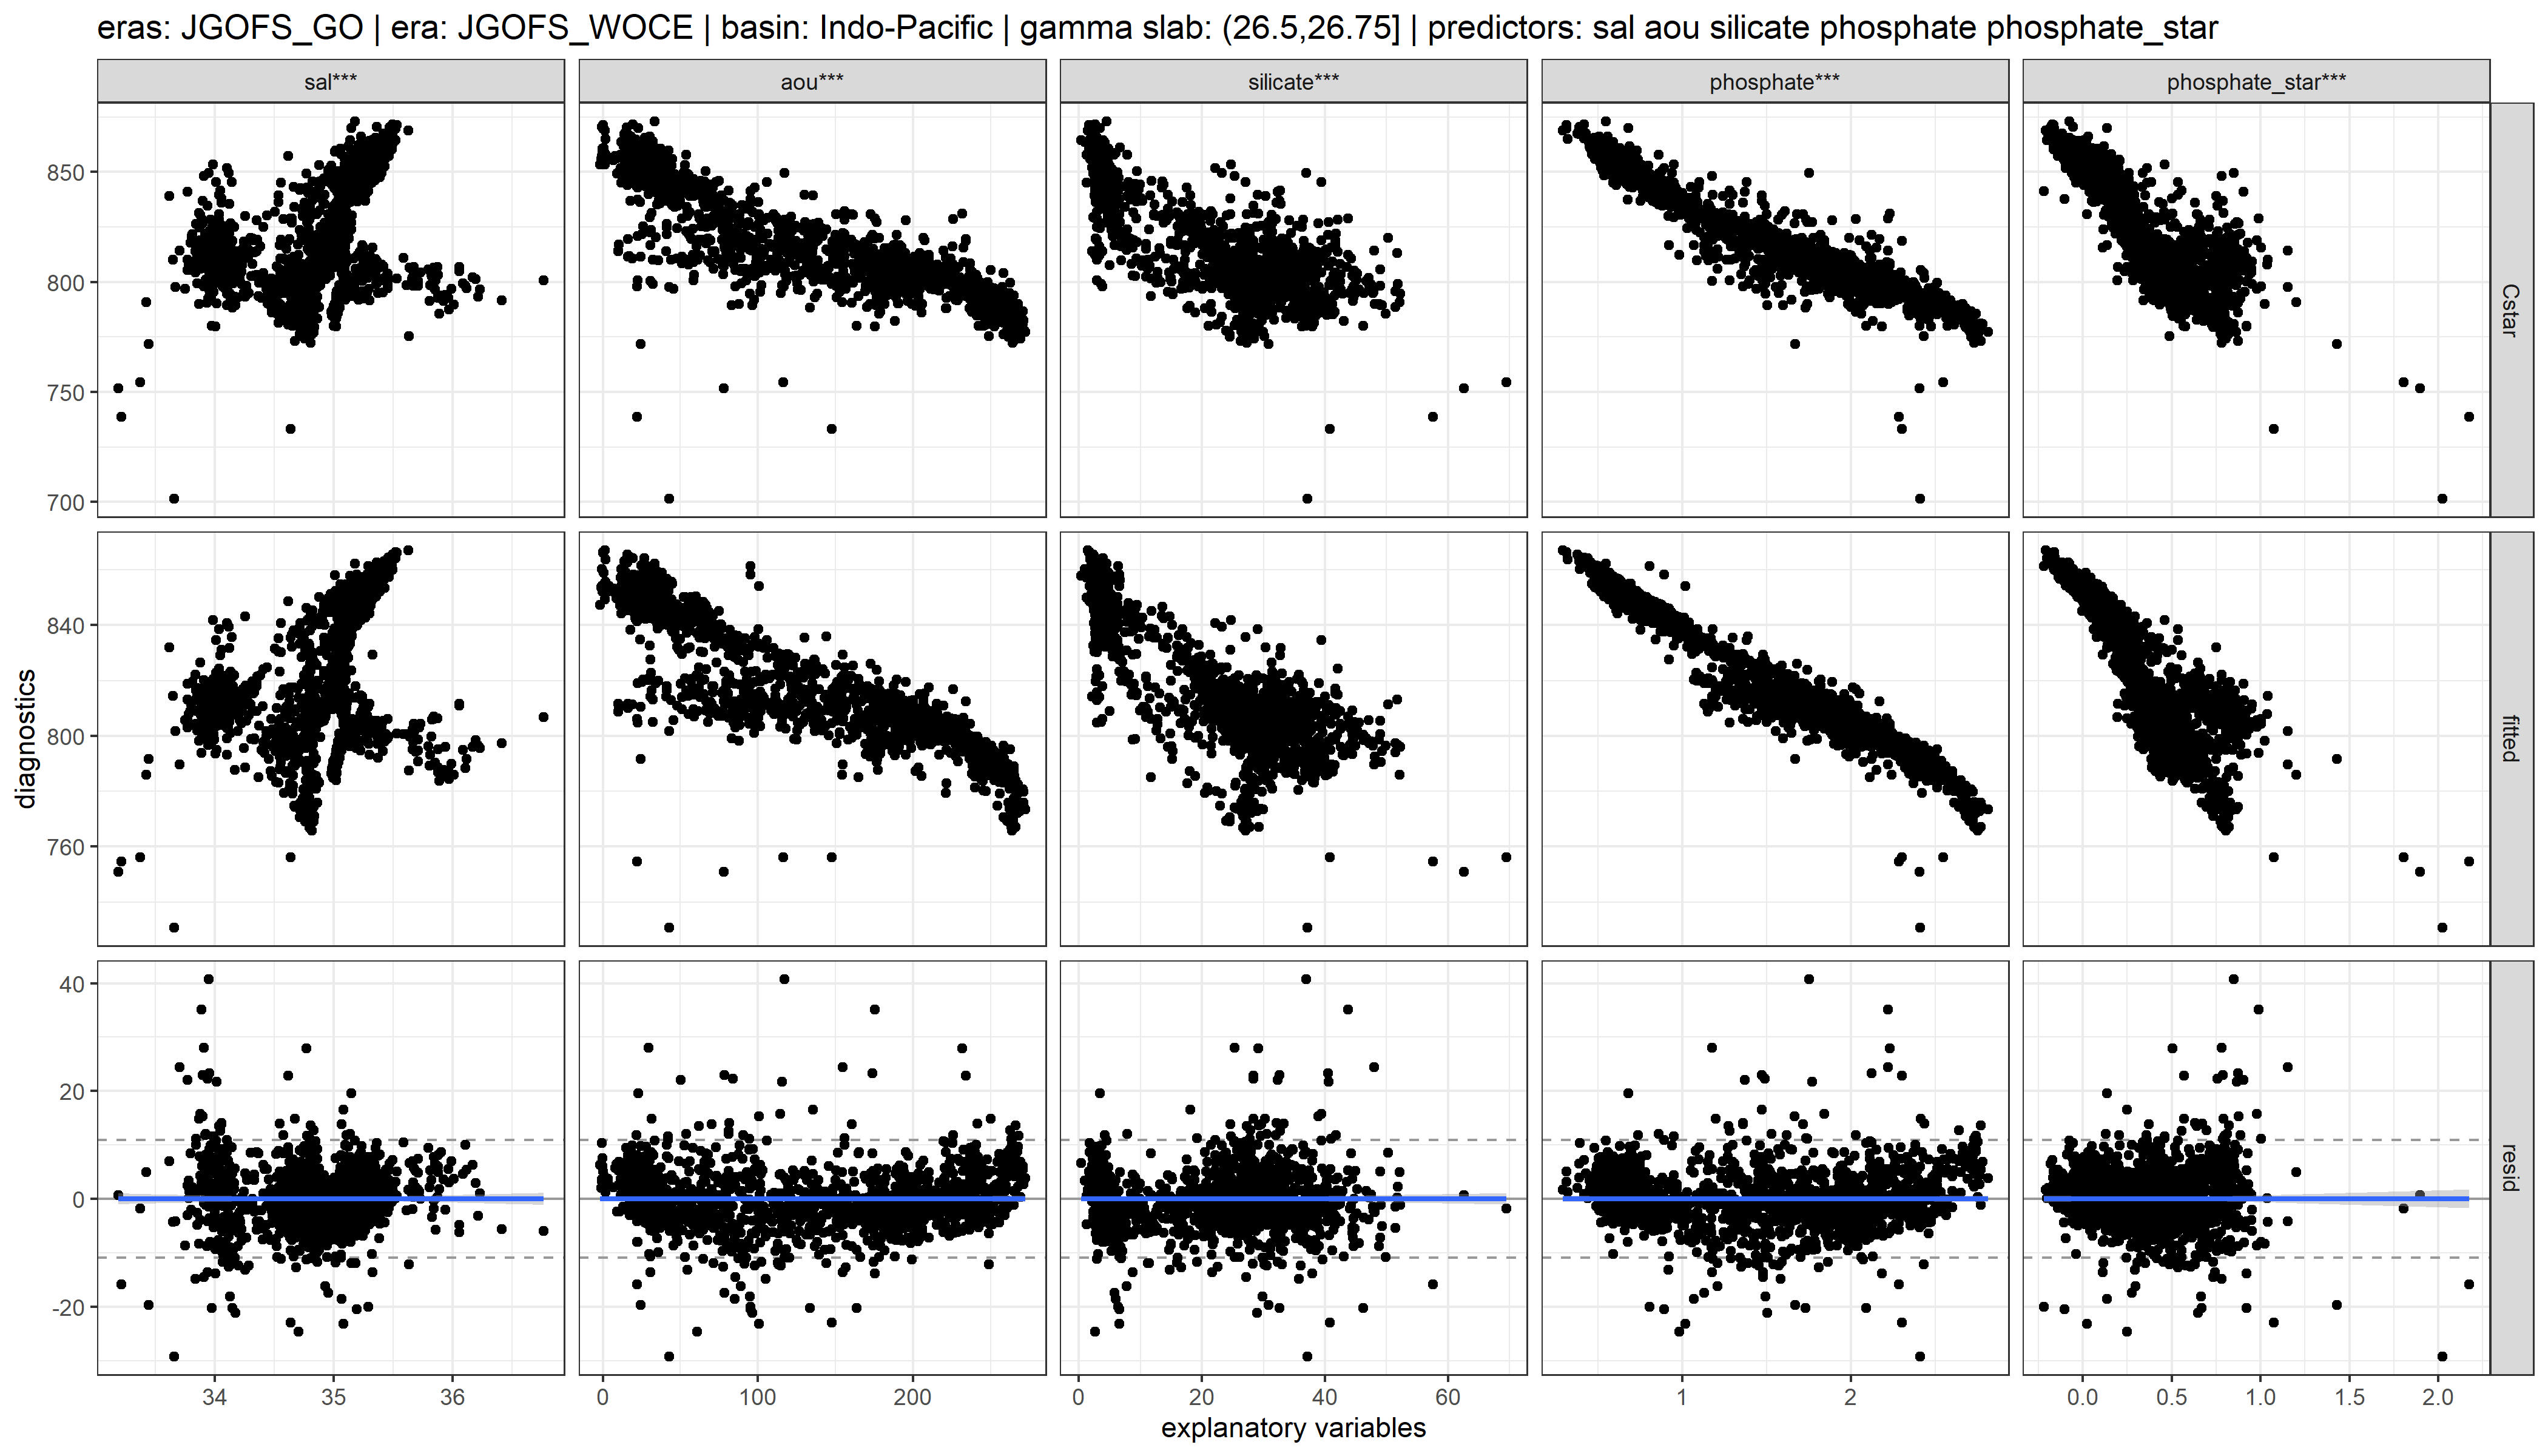 eras: JGOFS_GO | era: JGOFS_WOCE | basin: Indo-Pacific | gamma slab: (26.5,26.75] | predictors: sal aou silicate phosphate phosphate_star
sal*** aou*** silicate*** phosphate*** phosphate_star***
850
800
750
700
Cstar
840
800
760
fitted
diagnostics
40
20
0
-20
resid
34 35 36 0 100 200 0 20 40 60 1 2 0.0 0.5 1.0 1.5 2.0
explanatory variables